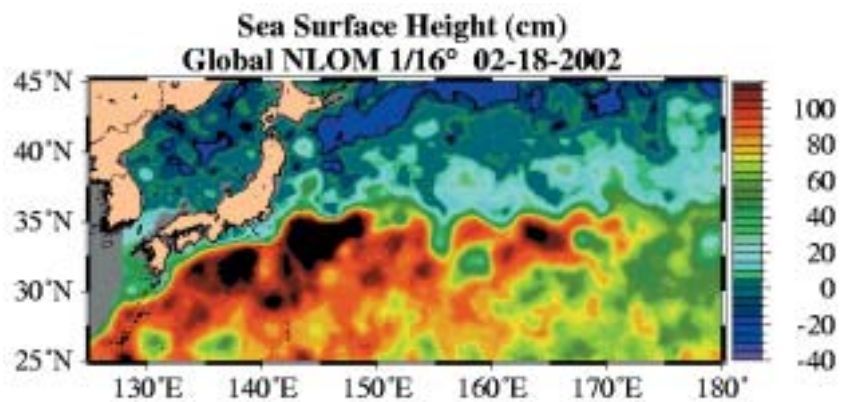 Sea Surface Height (cm)
Global NLOM 1/16° 02-18-2002
45°N
40°N
35°N
30°N
25°N
130°E 140°E 150°E 160°E 170°E 180°
100
80
60
40
20
0
-20
-40